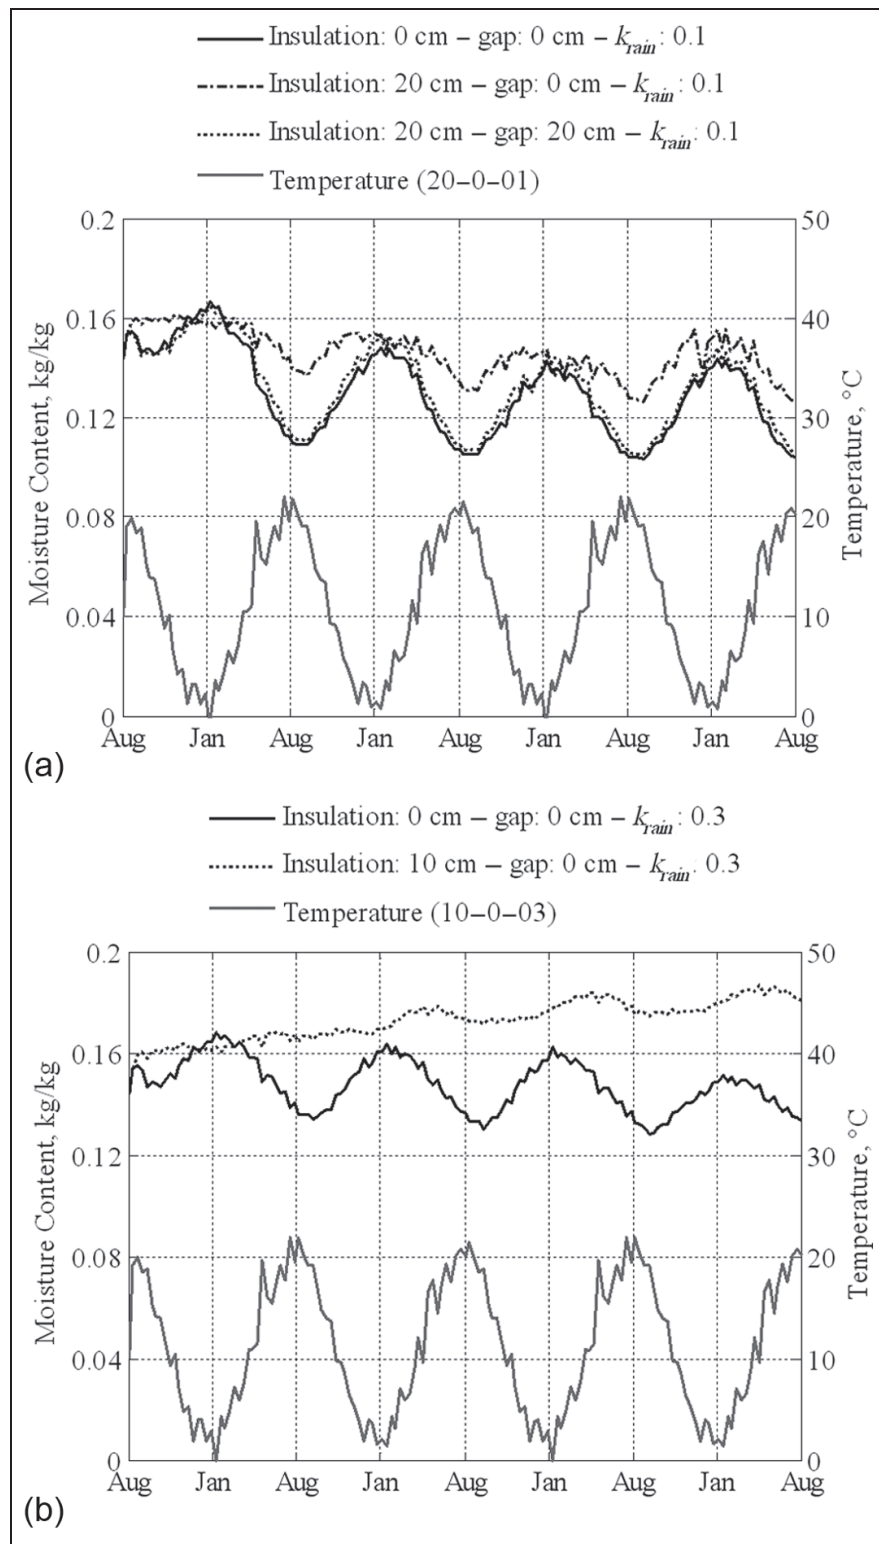 Insulation: 0 cm – gap: 0 cm – krain: 0.1
Insulation: 20 cm – gap: 0 cm – krain: 0.1
Insulation: 20 cm – gap: 20 cm – krain: 0.1
Temperature (20–0–01)
0.2 50
0.16 40
0.12 30
0.08 20
0.04 10
0 0
Moisture Content, kg/kg
Temperature, °C
Aug Jan Aug Jan Aug Jan Aug Jan Aug
(a)
Insulation: 0 cm – gap: 0 cm – krain: 0.3
Insulation: 10 cm – gap: 0 cm – krain: 0.3
Temperature (10–0–03)
0.2 50
0.16 40
0.12 30
0.08 20
0.04 10
0 0
Moisture Content, kg/kg
Temperature, °C
Aug Jan Aug Jan Aug Jan Aug Jan Aug
(b)